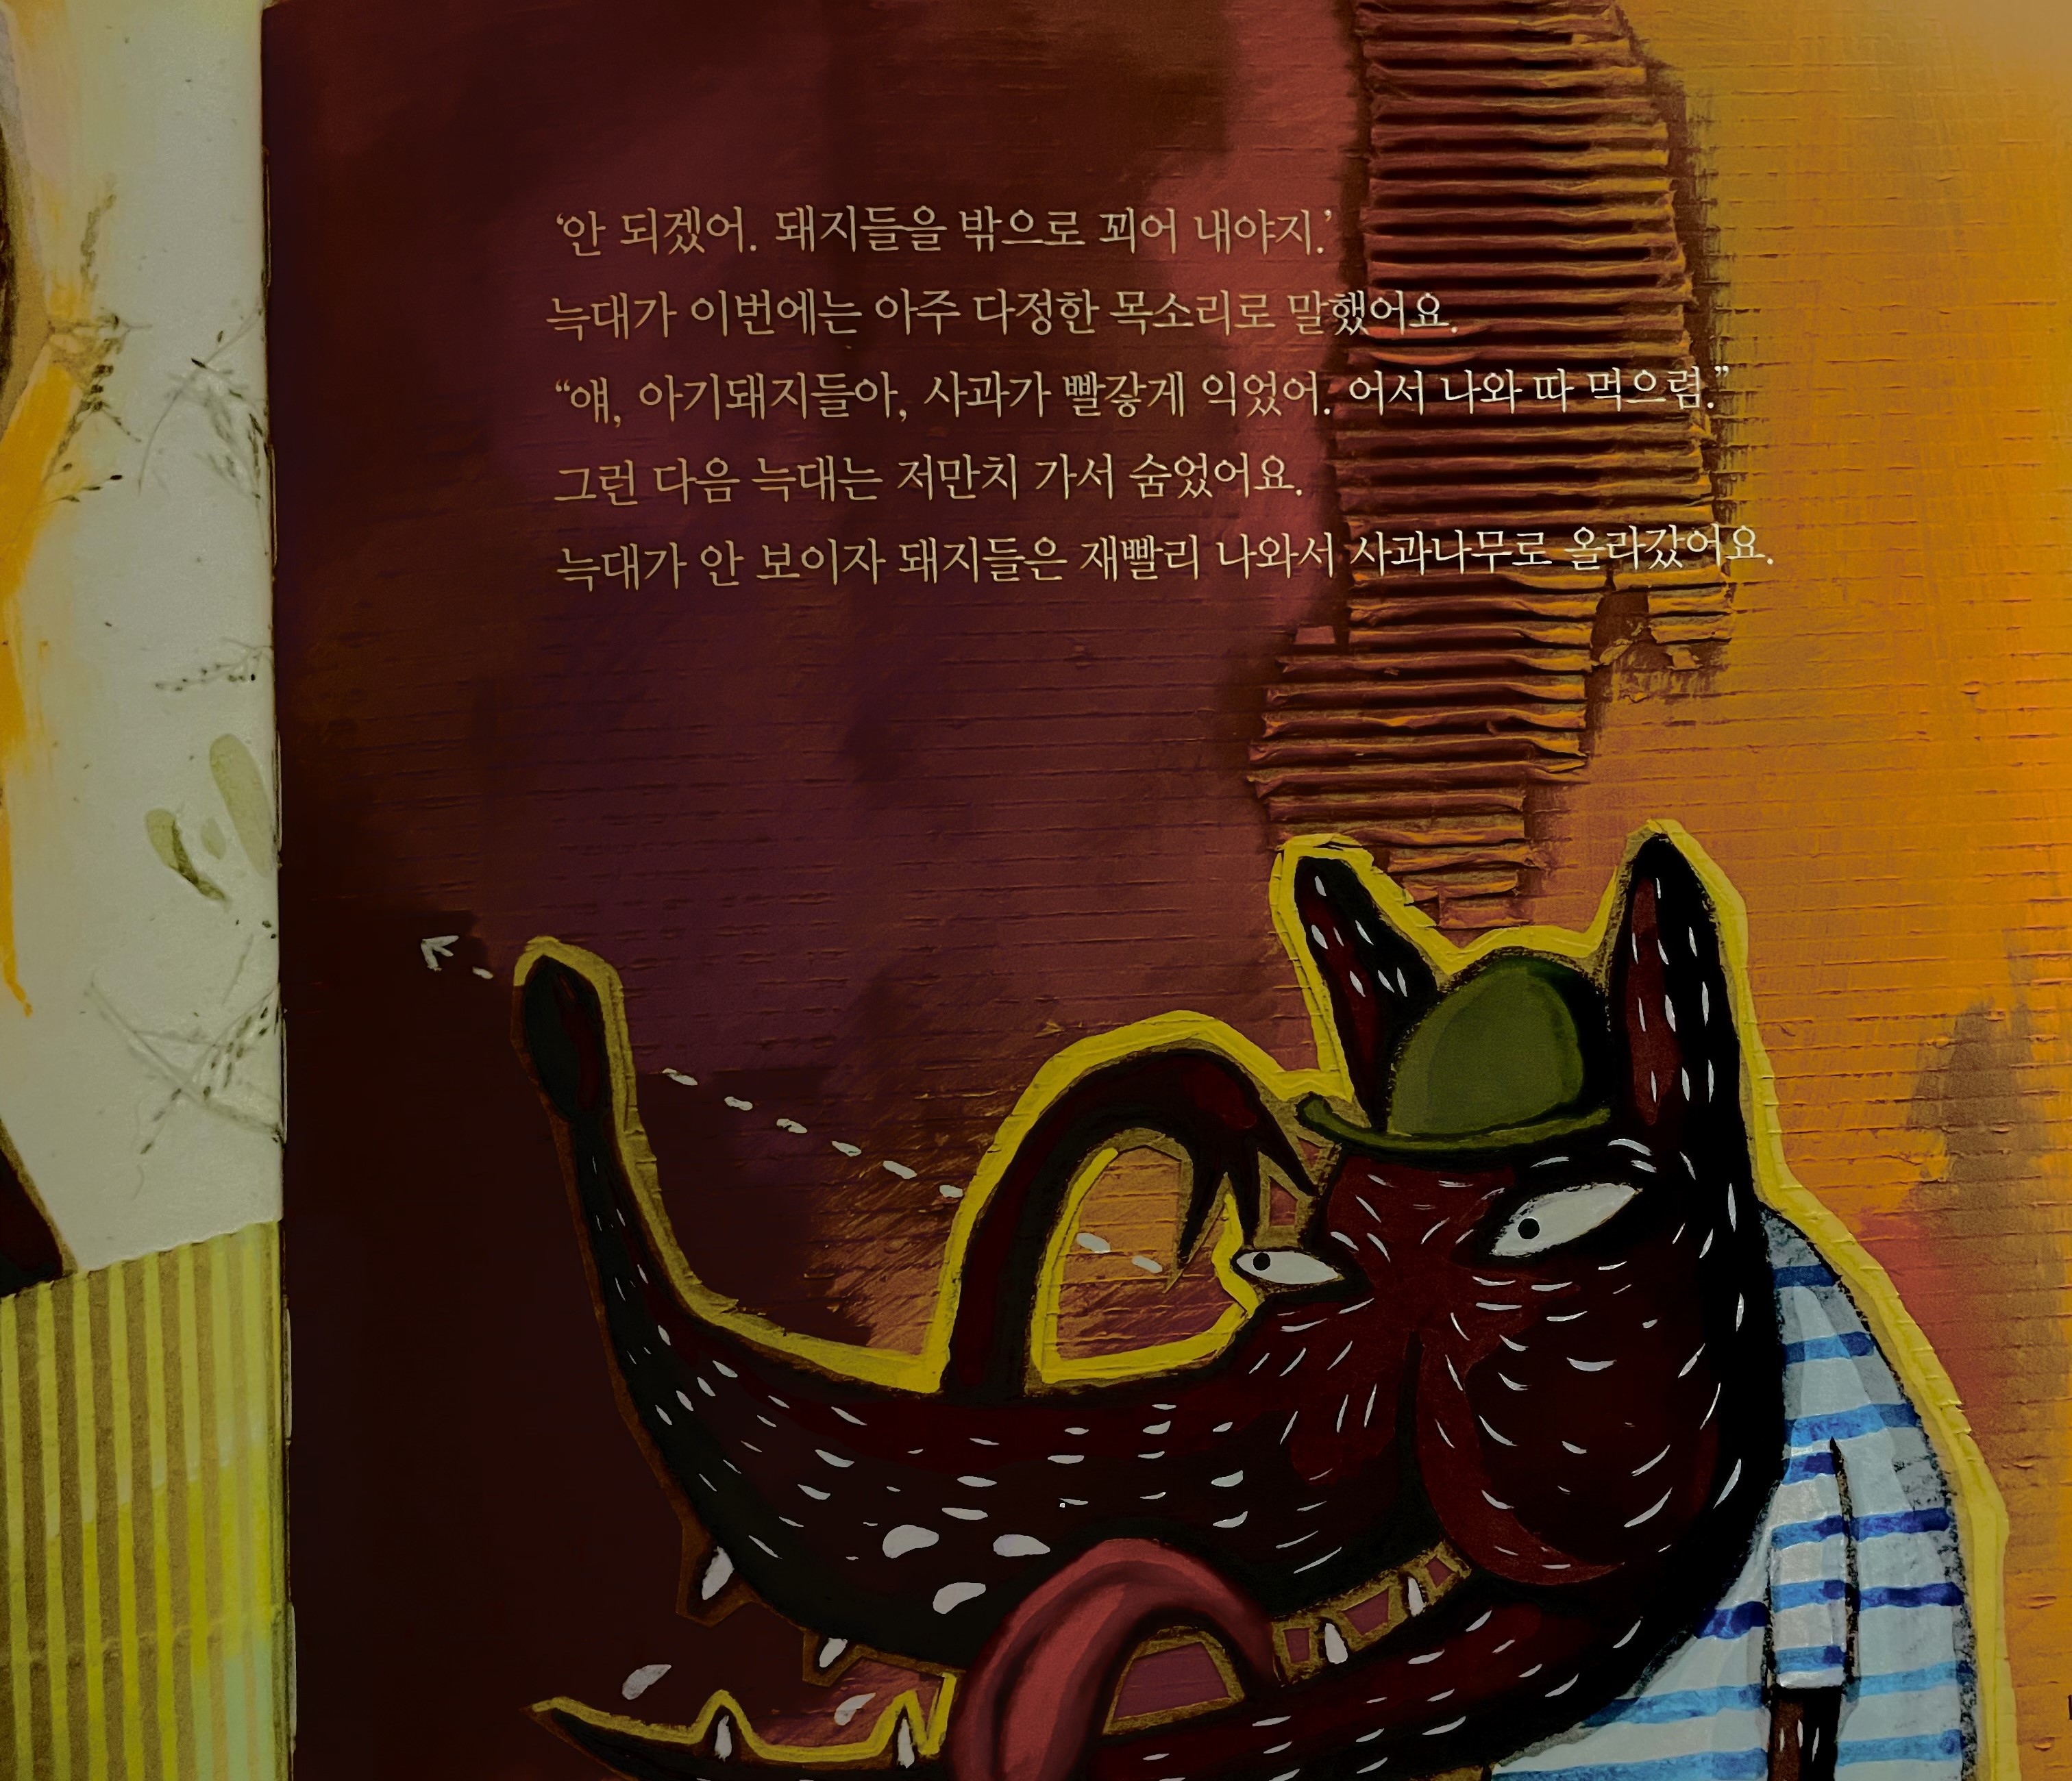 ‘안 되겠어. 돼지들을 밖으로 꾀어 내야지.’
늑대가 이번에는 아주 다정한 목소리로 말했어요.
“얘, 아기돼지들아, 사과가 빨갛게 익었어. 어서 나와 따 먹으렴.”
그런 다음 늑대는 저만치 가서 숨었어요.
늑대가 안 보이자 돼지들은 재빨리 나와서 사과나무로 올라갔어요.